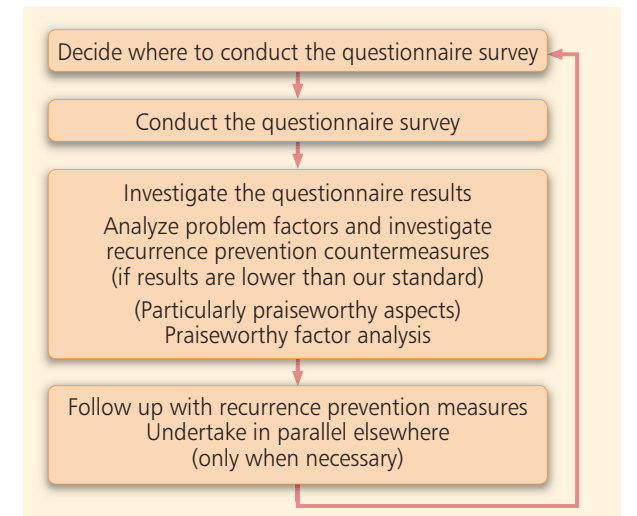 Decide where to conduct the questionnaire survey
Conduct the questionnaire survey
Investigate the questionnaire results
Analyze problem factors and investigate
recurrence prevention countermeasures
(if results are lower than our standard)
(Particularly praiseworthy aspects)
Praiseworthy factor analysis
Follow up with recurrence prevention measures
Undertake in parallel elsewhere
(only when necessary)